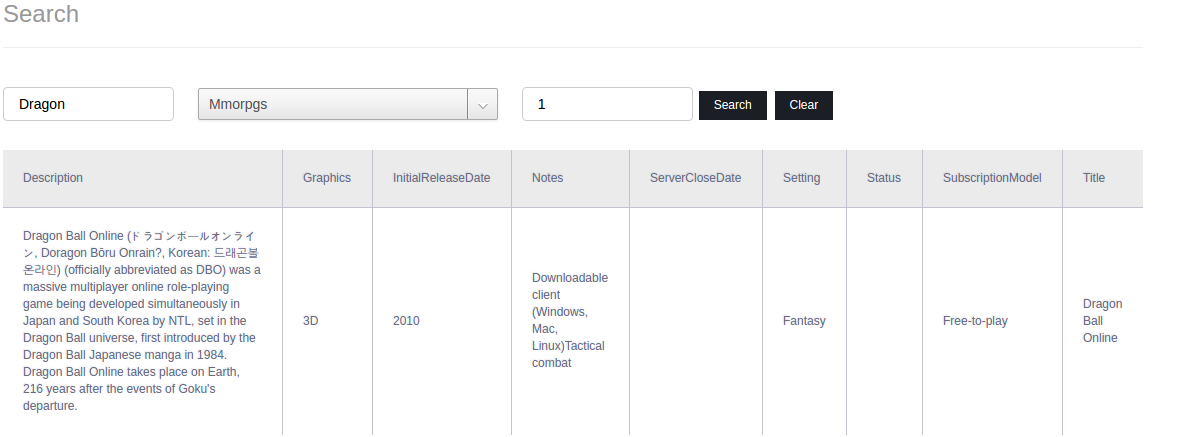 Search
Dragon
Mmorpgs
1
Search
Clear
Description
Graphics
InitialReleaseDate
Notes
ServerCloseDate
Setting
Status
SubscriptionModel
Title
Dragon Ball Online (ドラゴンボールオンライ
ン, Doragon Bōru Onrain?, Korean: 드래곤볼
온라인) (officially abbreviated as DBO) was a
massive multiplayer online role-playing
game being developed simultaneously in
Japan and South Korea by NTL, set in the
Dragon Ball universe, first introduced by the
Dragon Ball Japanese manga in 1984.
Dragon Ball Online takes place on Earth,
216 years after the events of Goku's
departure.
3D
2010
Downloadable
client
(Windows,
Mac,
Linux)Tactical
combat
Fantasy
Free-to-play
Dragon
Ball
Online